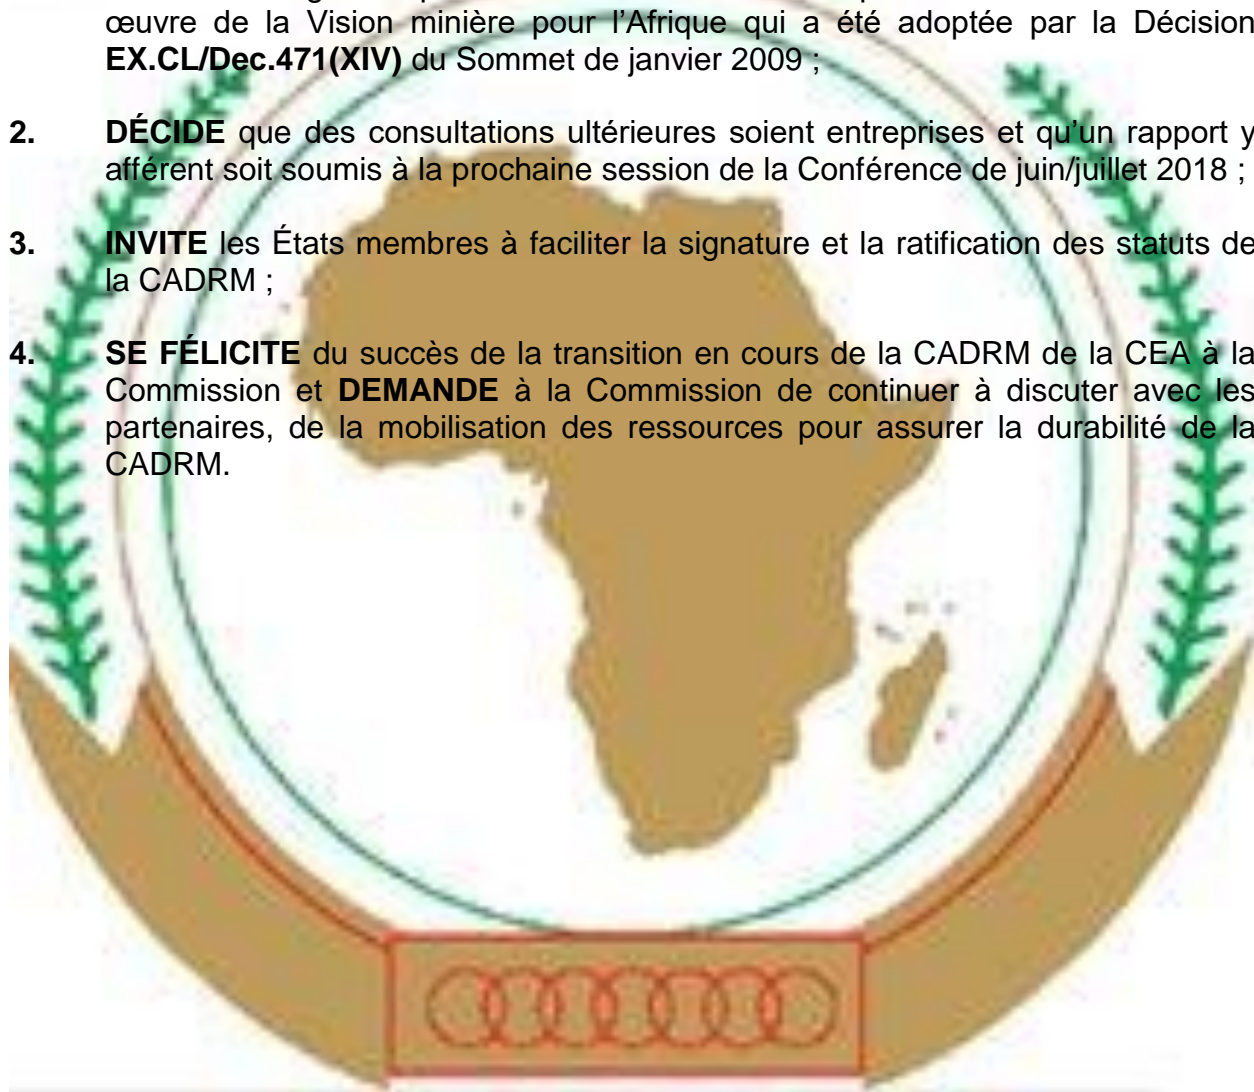 œuvre de la Vision minière pour l'Afrique qui a été adoptée par la Décision
EX.CL/Dec.471(XIV) du Sommet de janvier 2009 ;
2. DÉCIDE que des consultations ultérieures soient entreprises et qu'un rapport y
afférent soit soumis à la prochaine session de la Conférence de juin/juillet 2018 ;
3. INVITE les États membres à faciliter la signature et la ratification des statuts de
la CADRM ;
4. SE FÉLICITE du succès de la transition en cours de la CADRM de la CEA à la
Commission et DEMANDE à la Commission de continuer à discuter avec les
partenaires, de la mobilisation des ressources pour assurer la durabilité de la
CADRM.